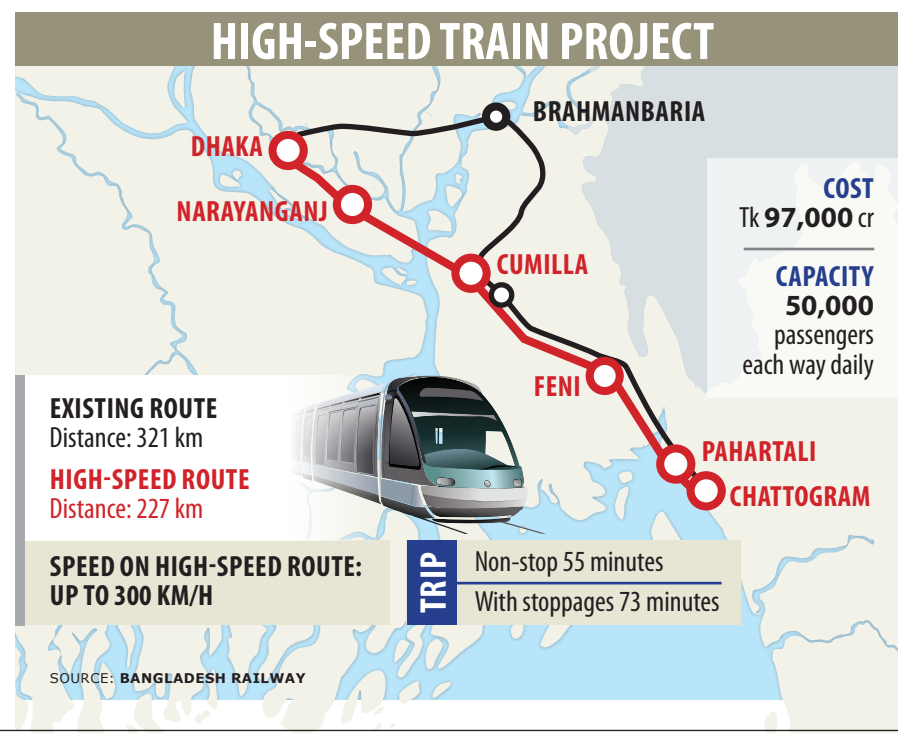 HIGH-SPEED TRAIN PROJECT
BRAHMANBARIA
DHAKA
NARAYANGANJ
CUMILLA
FENI
PAHARTALI
CHATTOGRAM
COST
Tk 97,000 cr
CAPACITY
50,000
passengers
each way daily
EXISTING ROUTE
Distance: 321 km
HIGH-SPEED ROUTE
Distance: 227 km
SPEED ON HIGH-SPEED ROUTE:
UP TO 300 KM/H
TRIP
Non-stop 55 minutes
With stoppages 73 minutes
SOURCE: BANGLADESH RAILWAY